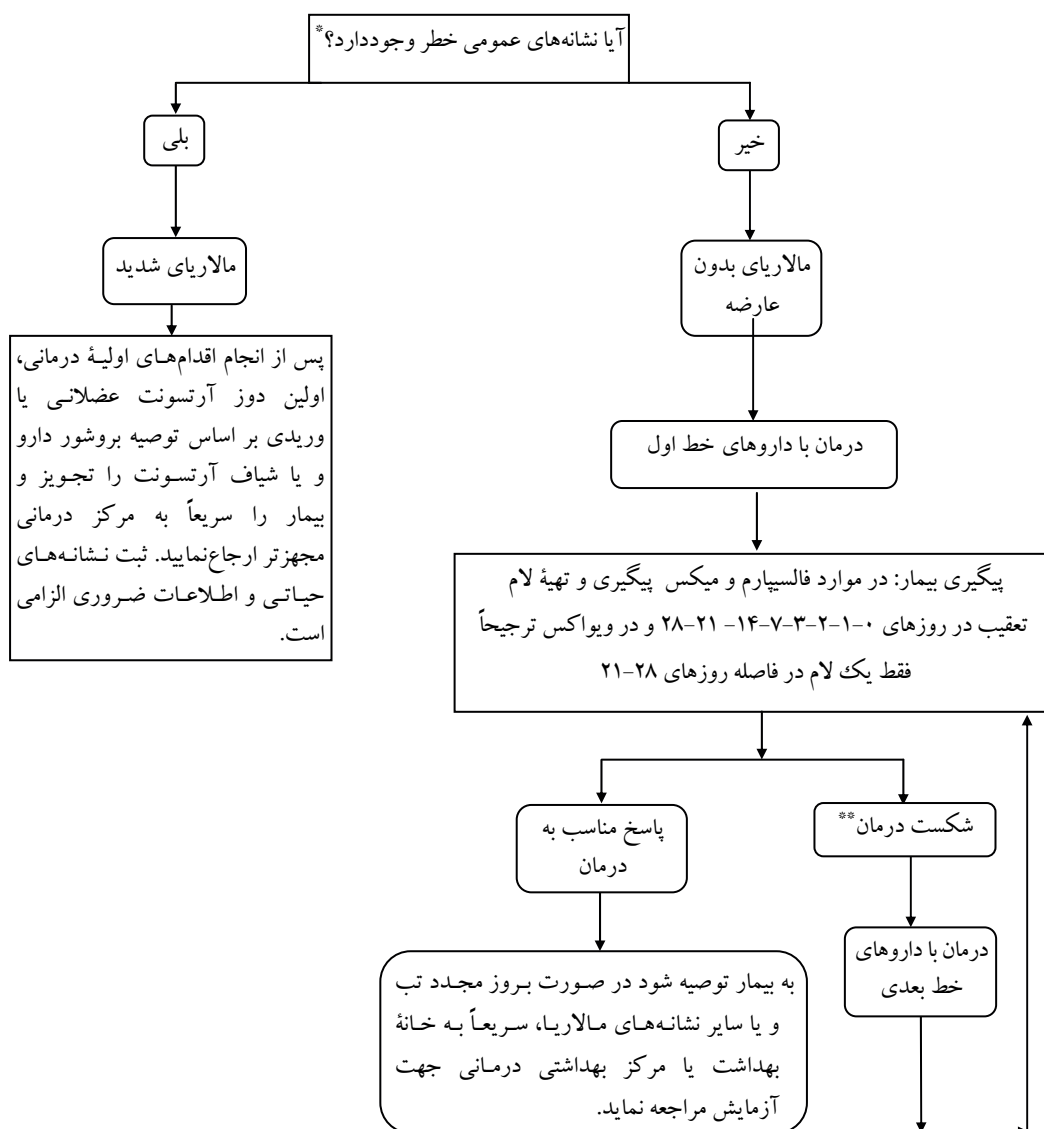 آیا نشانه‌های عمومی خطر وجوددارد؟*
خیر
بلی
مالاریای بدون
عارضه
مالاریای شدید
درمان با داروهای خط اول
پس از انجام اقدام‌های اولیهٔ درمانی،
اولین دوز آرتسونت عضلانی یا
وریدی بر اساس توصیه بروشور دارو
و یا شیاف آرتسونت را تجویز و
بیمار را سریعاً به مرکز درمانی
مجهزتر ارجاع‌نمایید. ثبت نشانه‌های
حیاتی و اطلاعات ضروری الزامی
است.
پیگیری بیمار: در موارد فالسیپارم و میکس پیگیری و تهیهٔ لام
تعقیب در روزهای ۰-۱-۲-۳-۷-۱۴- ۲۱-۲۸ و در ویواکس ترجیحاً
فقط یک لام در فاصله روزهای ۲۸-۲۱
شکست درمان**
پاسخ مناسب به
درمان
درمان با داروهای
خط بعدی
به بیمار توصیه شود در صورت بروز مجدد تب
و یا سایر نشانه‌های مالاریا، سریعاً به خانهٔ
بهداشت یا مرکز بهداشتی درمانی جهت
آزمایش مراجعه نماید.